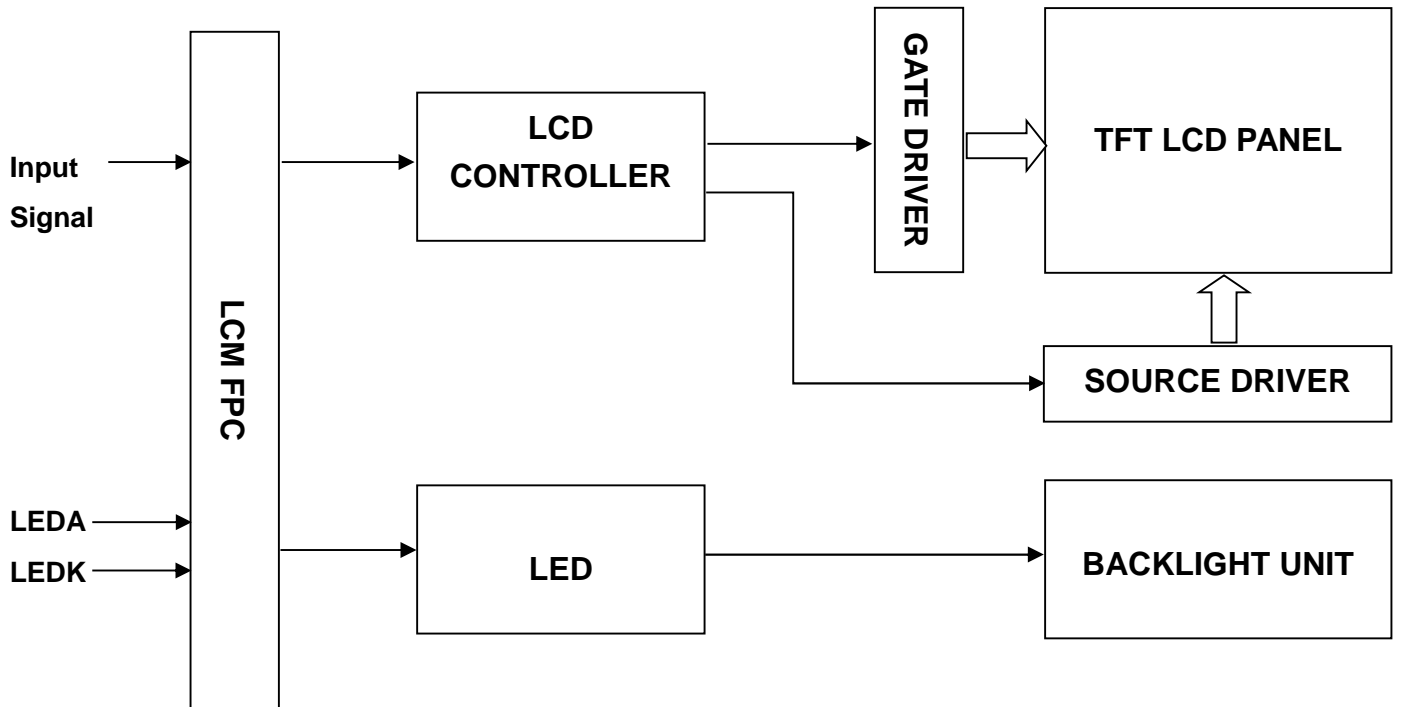 Input
Signal
LEDA
LEDK
LCM FPC
LCD
CONTROLLER
LED
GATE DRIVER
TFT LCD PANEL
SOURCE DRIVER
BACKLIGHT UNIT